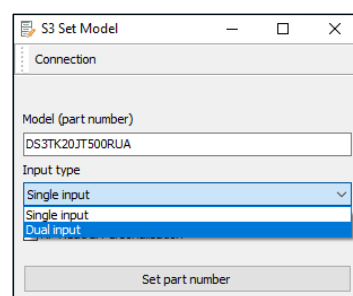 S3 Set Model
Connection
Model (part number)
DS3TK20JT500RUA
Input type
Single input
Single input
Dual input
Set part number